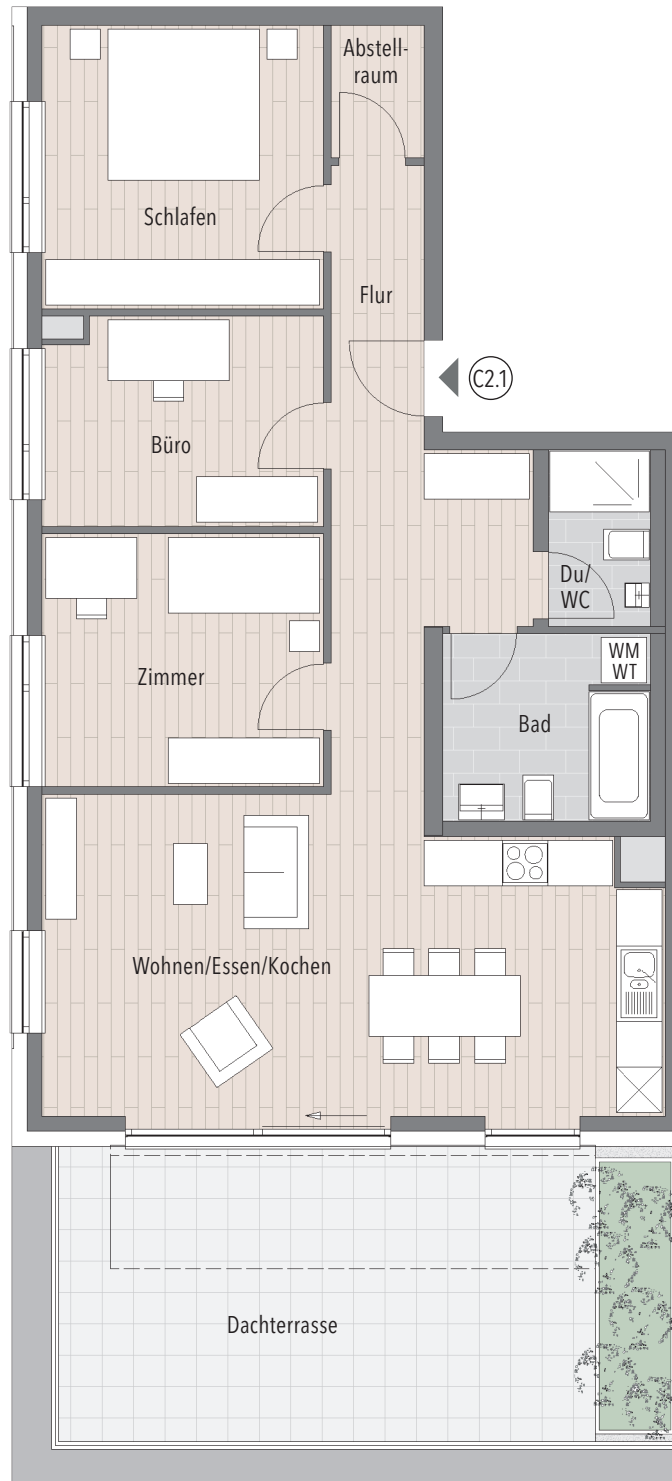 Abstell-
raum
Schlafen
Flur
C2.1
Büro
Du/
WC
WM
WT
Zimmer
Bad
Wohnen/Essen/Kochen
Dachterrasse